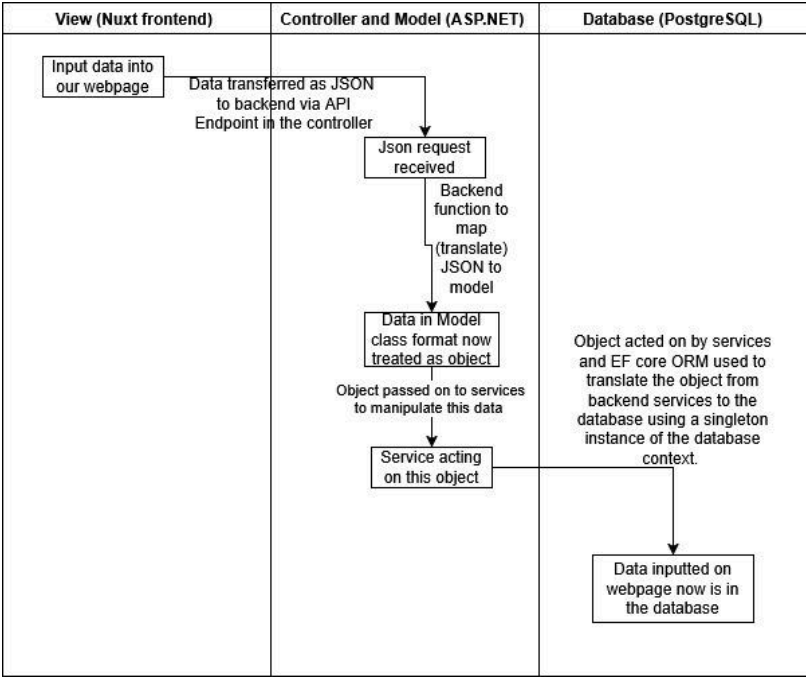 View (Nuxt frontend)
Controller and Model (ASP.NET)
Database (PostgreSQL)
Input data into
our webpage
Data transferred as JSON
to backend via API
Endpoint in the controller
Json request
received
Backend
function to
map
(translate)
JSON to
model
Data in Model
class format now
treated as object
Object passed on to services
to manipulate this data
Service acting
on this object
Object acted on by services
and EF core ORM used to
translate the object from
backend services to the
database using a singleton
instance of the database
context.
Data inputted on
webpage now is in
the database